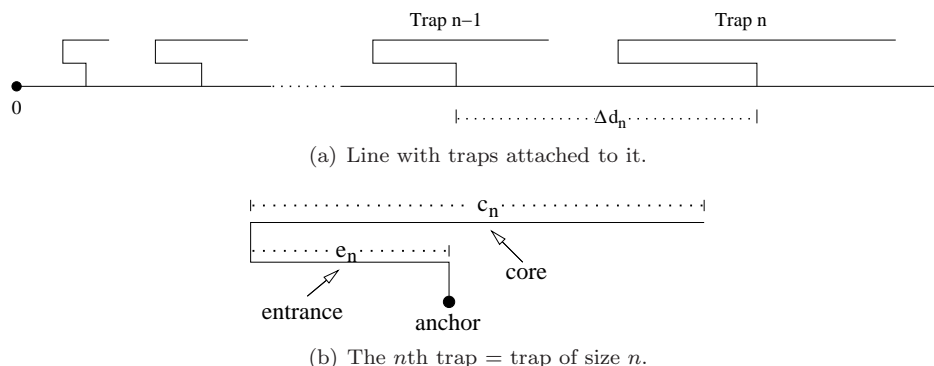 Trap n−1 Trap n
0
Δd_n
(a) Line with traps attached to it.
c_n
e_n
core
entrance
anchor
(b) The nth trap = trap of size n.